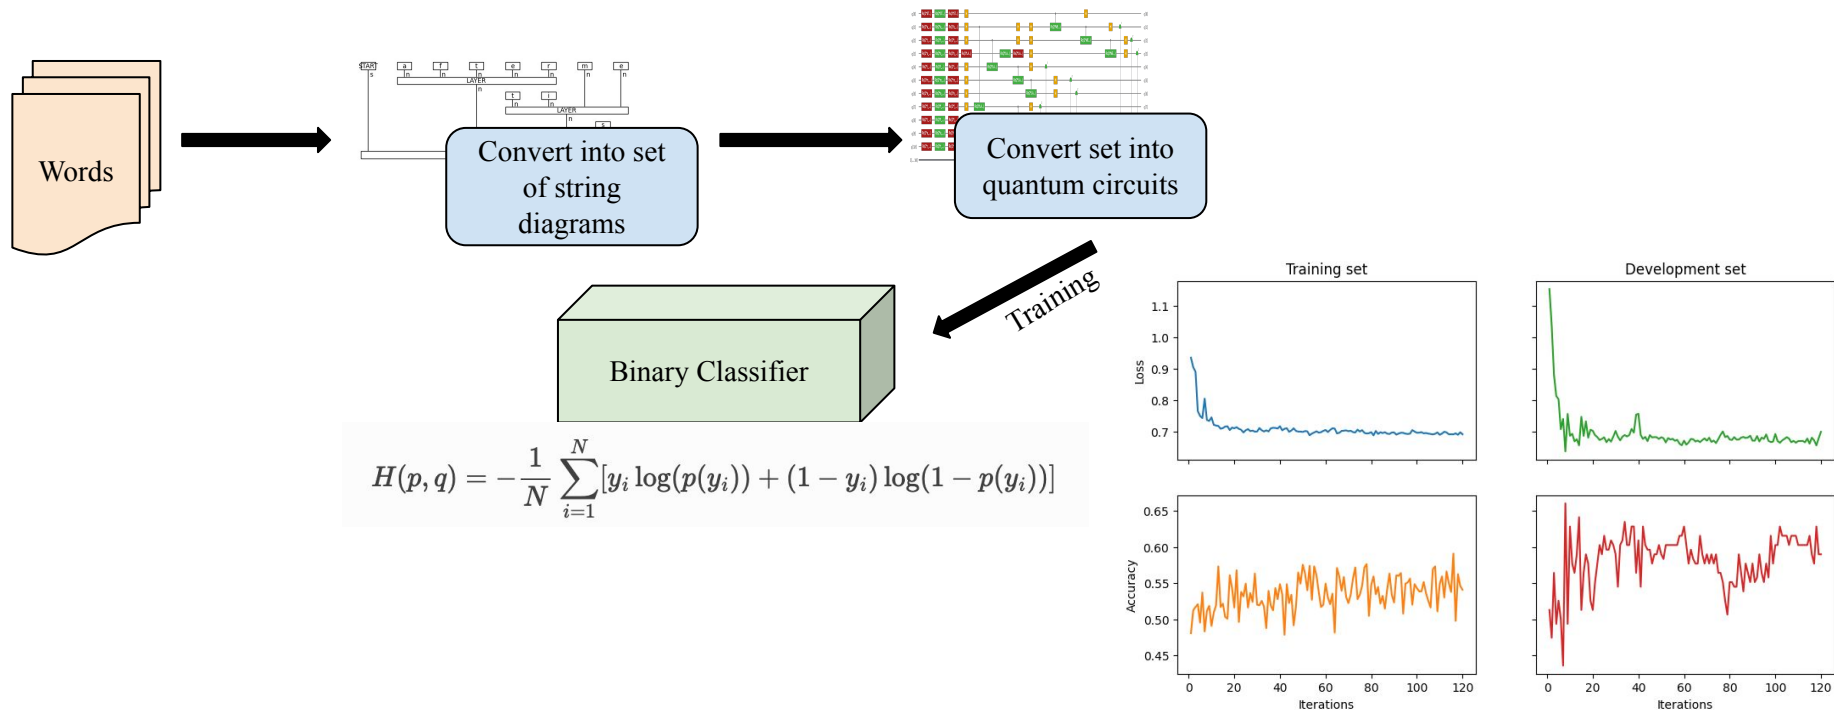 Words
START
s
a f t e r m e
n n n n n n n
LAYER
n
t i
n n
LAYER
n
s
Convert into set
of string
diagrams
Convert set into
quantum circuits
Training
Binary Classifier
H(p, q) = -\frac{1}{N} \sum_{i=1}^{N} [y_i log(p(y_i)) + (1 − y_i) log(1 − p(y_i))]
Training set
Loss
1.1
1.0
0.9
0.8
0.7
Development set
Accuracy
0.65
0.60
0.55
0.50
0.45
0 20 40 60 80 100 120
Iterations
0 20 40 60 80 100 120
Iterations